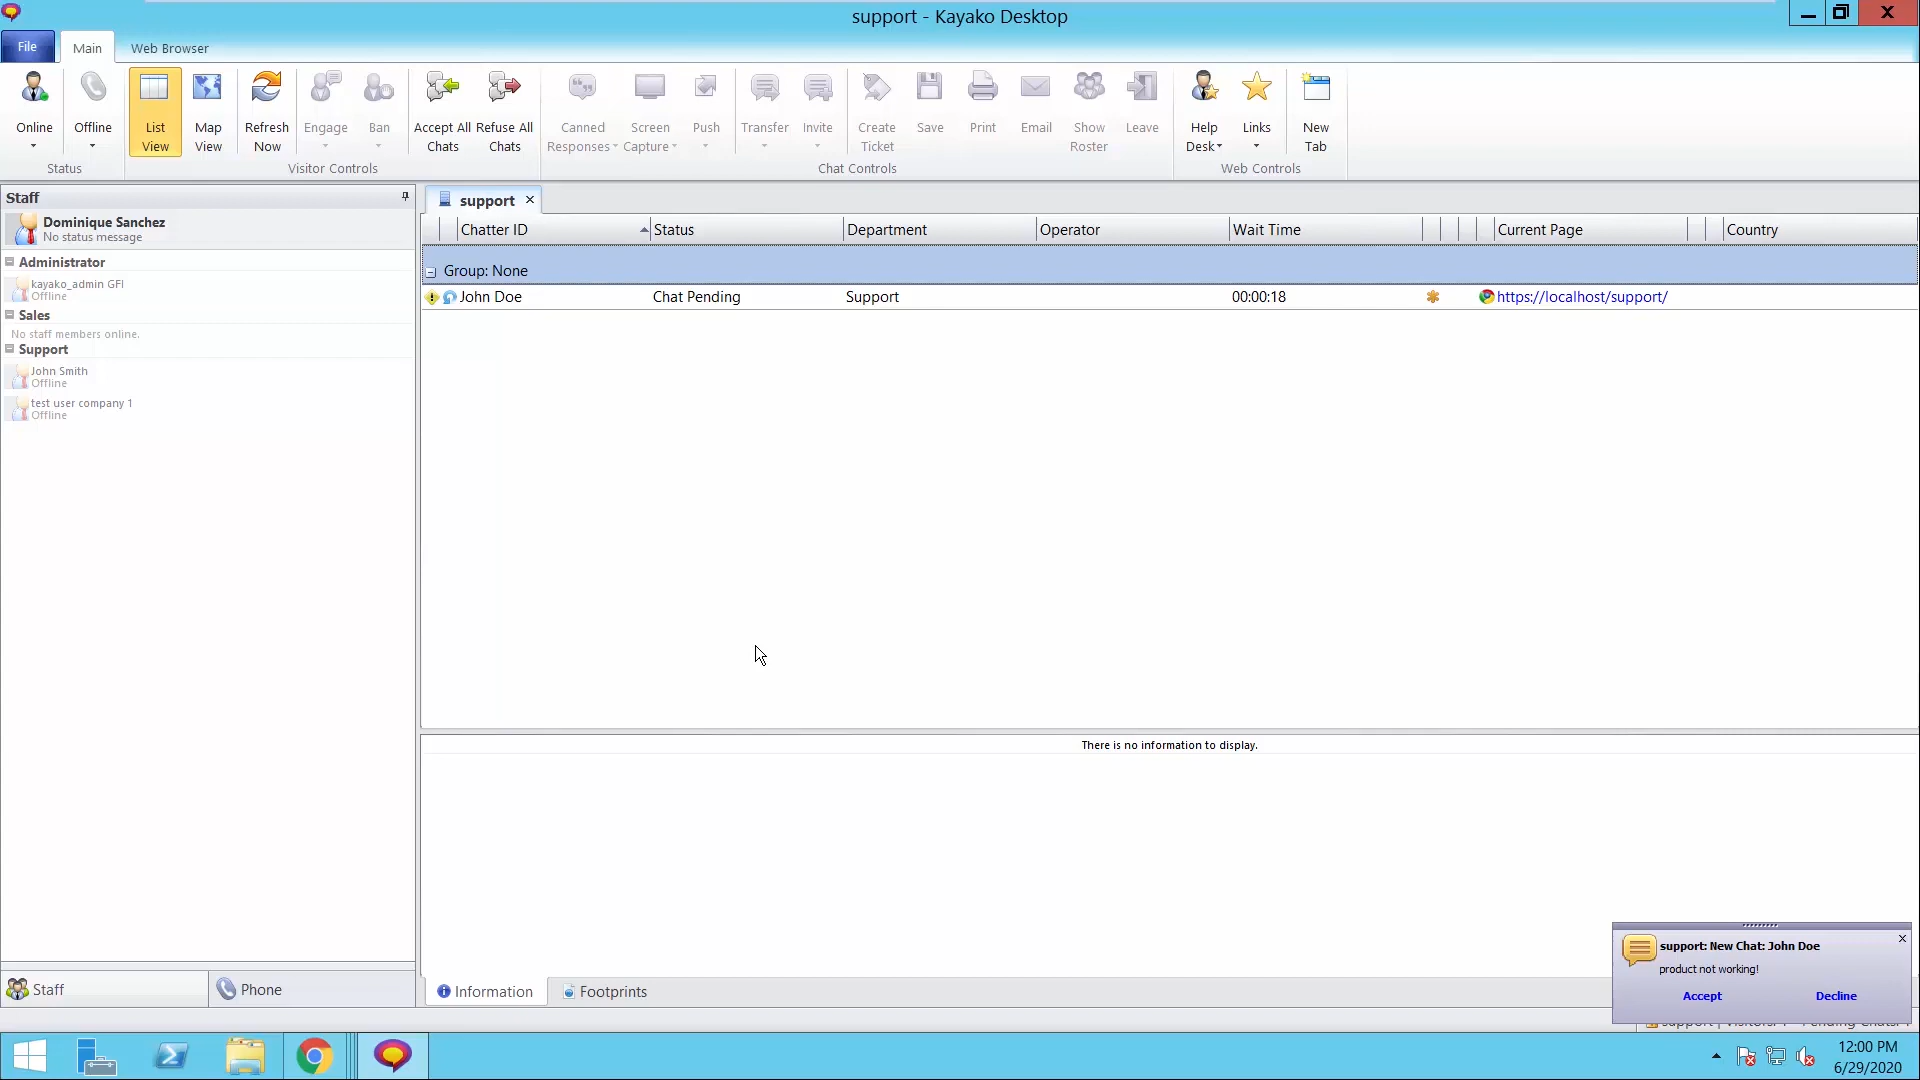 support - Kayako Desktop
File Main Web Browser
Online Offline List View Map View Refresh Now Engage Ban Accept All Chats Refuse All Chats Canned Responses Screen Capture Push Transfer Invite Create Ticket Save Print Email Show Roster Leave Help Desk Links New Tab
Status Visitor Controls Chat Controls Web Controls
Staff
Dominique Sanchez
No status message
Administrator
kayako_admin GFI
Offline
Sales
No staff members online.
Support
John Smith
Offline
test user company 1
Offline
Staff Phone
support
Chatter ID Status Department Operator Wait Time Current Page Country
Group: None
John Doe Chat Pending Support 00:00:18 https://localhost/support/
There is no information to display.
Information Footprints
support: New Chat: John Doe
product not working!
Accept Decline
12:00 PM
6/29/2020